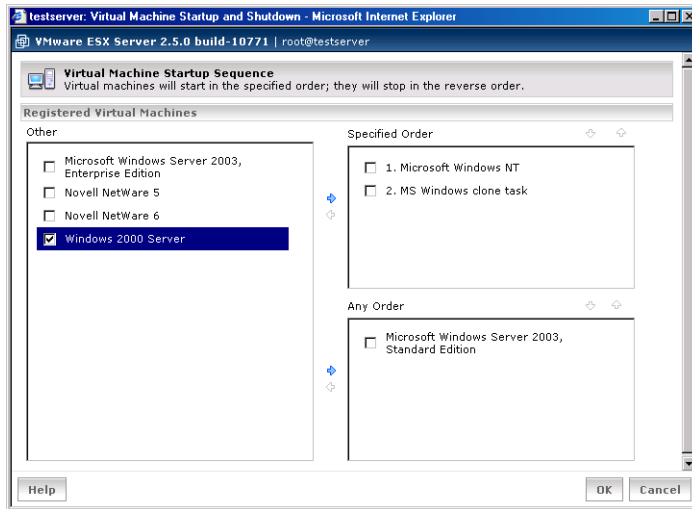 testserver: Virtual Machine Startup and Shutdown - Microsoft Internet Explorer
VMware ESX Server 2.5.0 build-10771 | root@testserver
Virtual Machine Startup Sequence
Virtual machines will start in the specified order; they will stop in the reverse order.
Registered Virtual Machines
Other
Microsoft Windows Server 2003,
Enterprise Edition
Novell NetWare 5
Novell NetWare 6
Windows 2000 Server
Specified Order
1. Microsoft Windows NT
2. MS Windows clone task
Any Order
Microsoft Windows Server 2003,
Standard Edition
Help
OK
Cancel